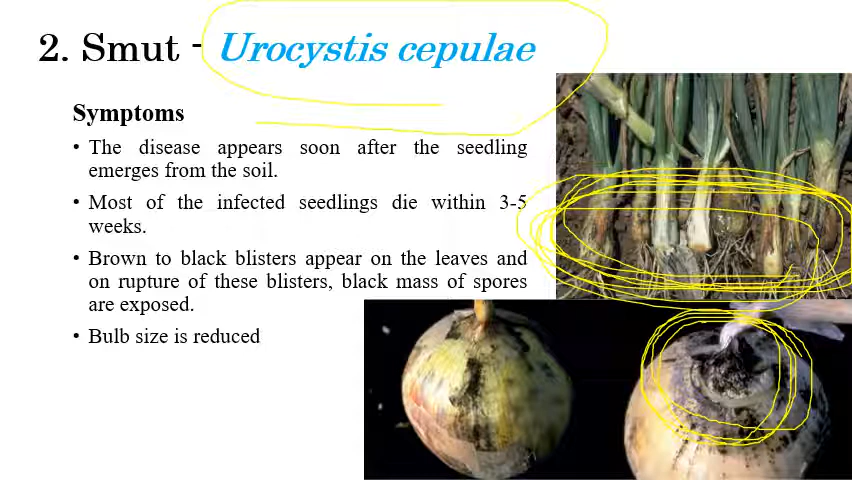 2. Smut - Urocystis cepulae
Symptoms
• The disease appears soon after the seedling
emerges from the soil.
• Most of the infected seedlings die within 3-5
weeks.
• Brown to black blisters appear on the leaves and
on rupture of these blisters, black mass of spores
are exposed.
• Bulb size is reduced